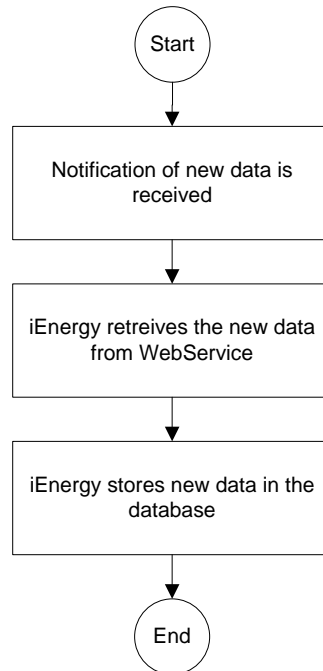 Start
Notification of new data is
received
iEnergy retreives the new data
from WebService
iEnergy stores new data in the
database
End